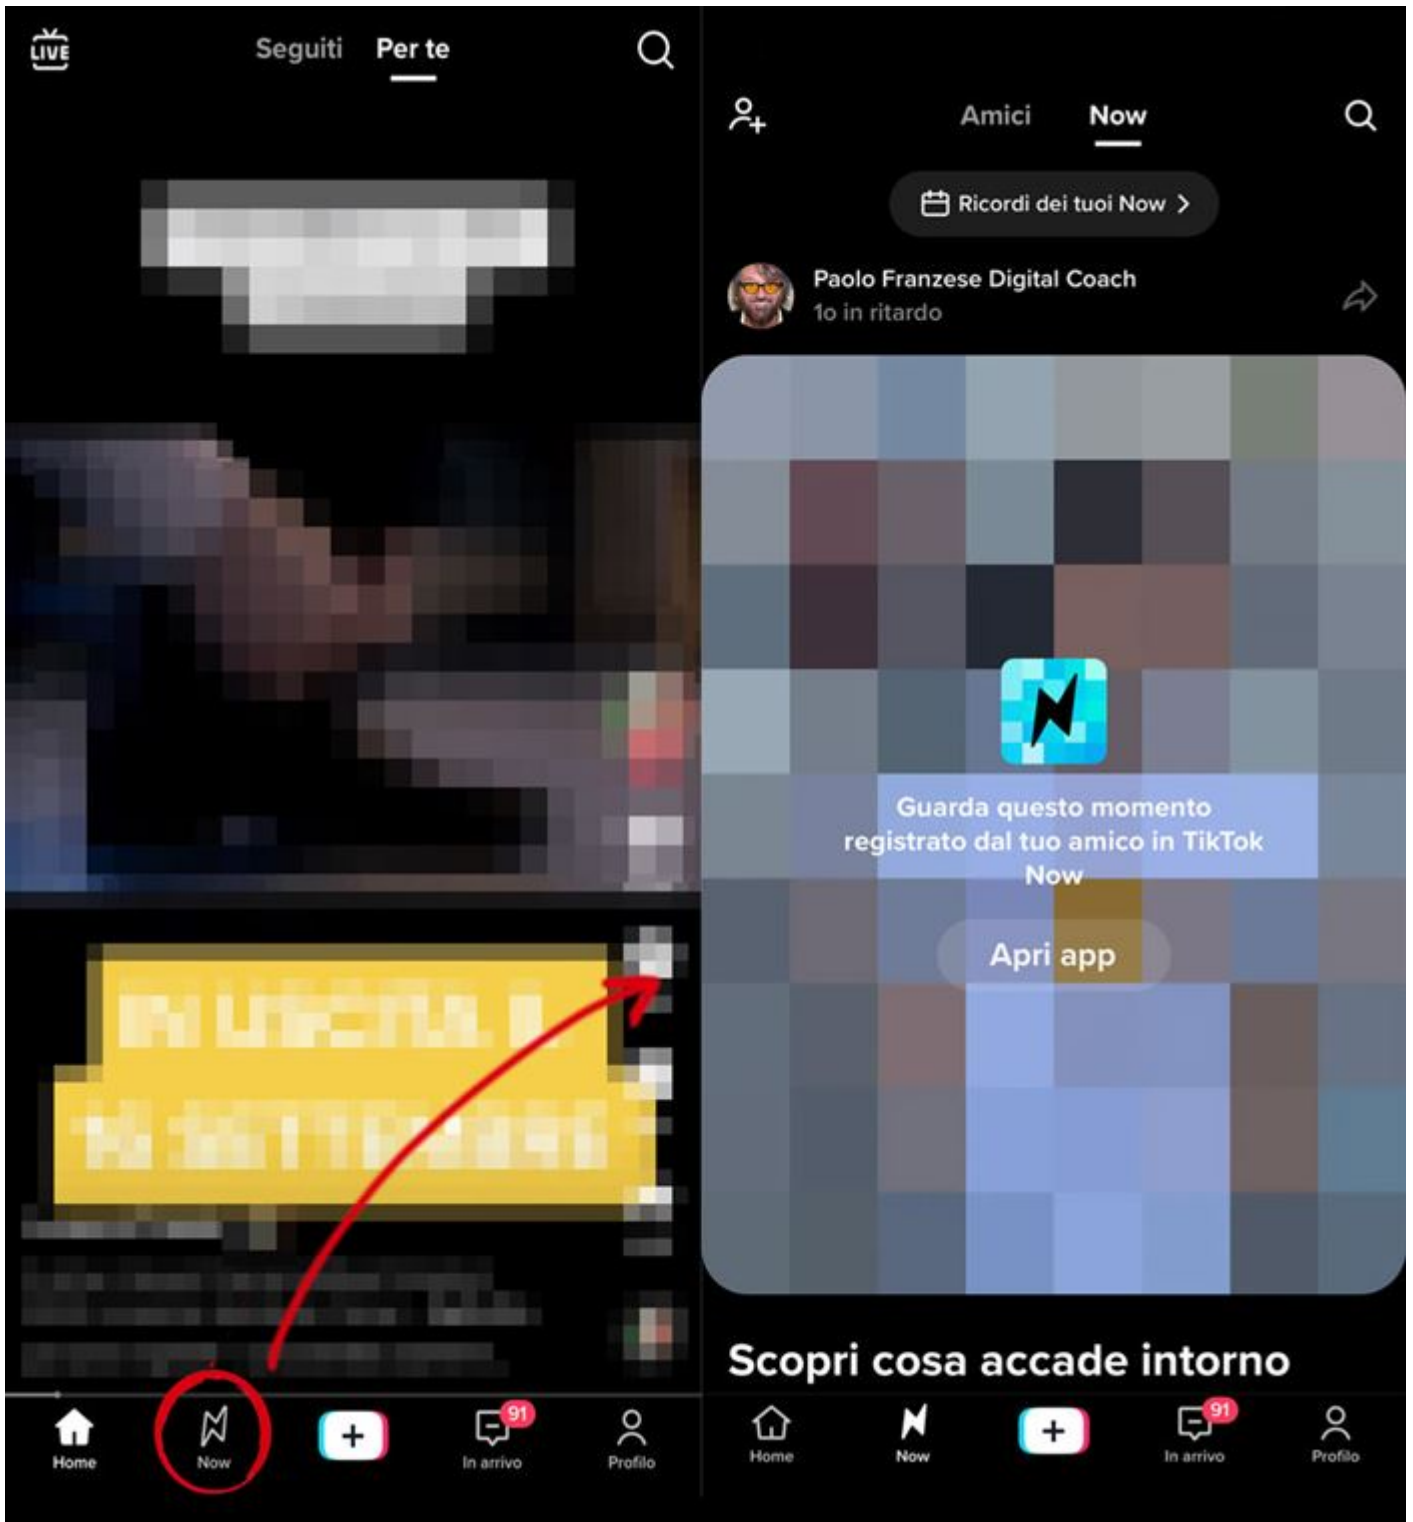 LIVE
Seguiti Per te
Home
Now
91
In arrivo
Profilo
Amici Now
Ricordi dei tuoi Now
Paolo Franzese Digital Coach
1o in ritardo
Guarda questo momento
registrato dal tuo amico in TikTok
Now
Apri app
Scopri cosa accade intorno
Home
Now
91
In arrivo
Profilo